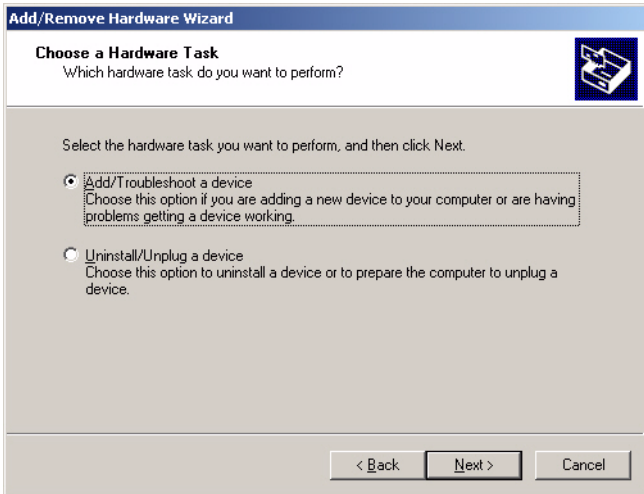 Add/Remove Hardware Wizard
Choose a Hardware Task
Which hardware task do you want to perform?
Select the hardware task you want to perform, and then click Next.
Add/Troubleshoot a device
Choose this option if you are adding a new device to your computer or are having
problems getting a device working.
Uninstall/Unplug a device
Choose this option to uninstall a device or to prepare the computer to unplug a
device.
< Back Next > Cancel